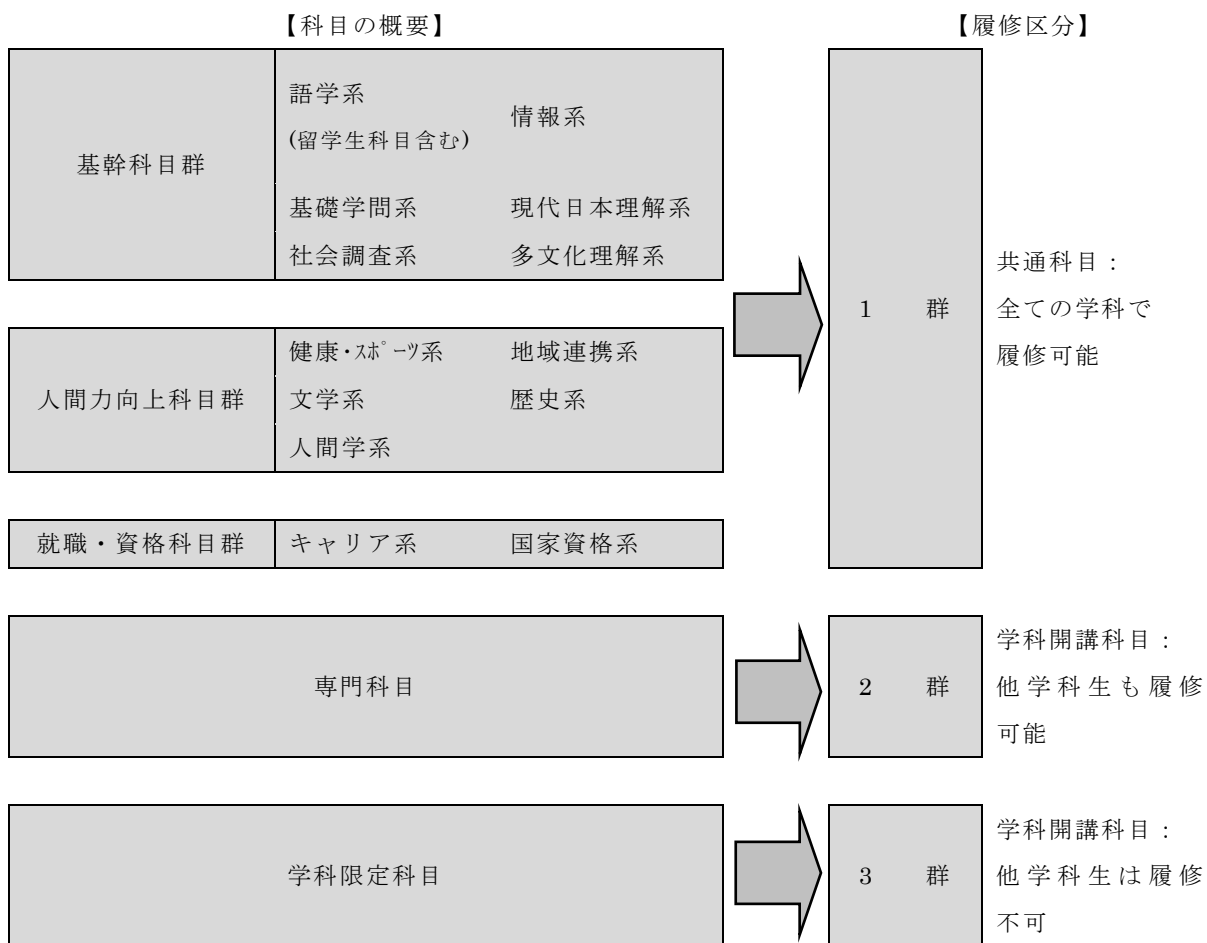 【科目の概要】
【履修区分】
基幹科目群
語学系
(留学生科目含む)
情報系
基礎学問系
現代日本理解系
社会調査系
多文化理解系
人間力向上科目群
健康・ｽﾎﾟｰﾂ系
地域連携系
文学系
歴史系
人間学系
就職・資格科目群
キャリア系
国家資格系
1 群
共通科目：
全ての学科で
履修可能
専門科目
2 群
学科開講科目：
他学科生も履修
可能
学科限定科目
3 群
学科開講科目：
他学科生は履修
不可